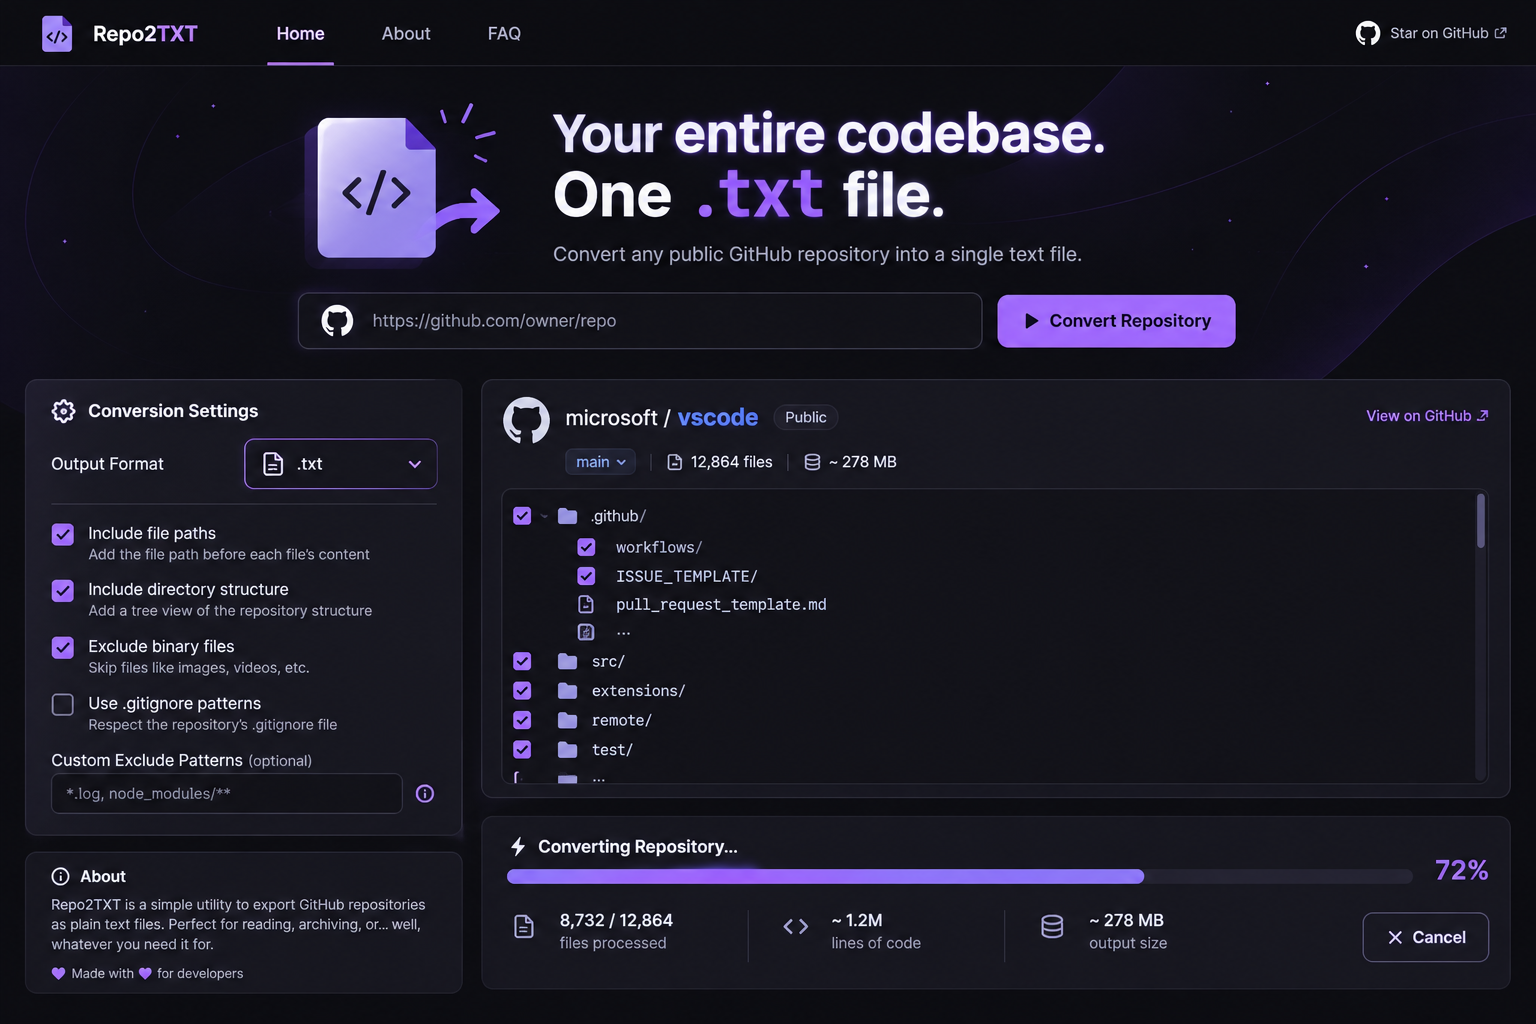 Repo2TXT
Home
About
FAQ
Star on GitHub
</>
Your entire codebase.
One .txt file.
Convert any public GitHub repository into a single text file.
https://github.com/owner/repo
Convert Repository
Conversion Settings
Output Format
.txt
Include file paths
Add the file path before each file's content
Include directory structure
Add a tree view of the repository structure
Exclude binary files
Skip files like images, videos, etc.
Use .gitignore patterns
Respect the repository's .gitignore file
Custom Exclude Patterns (optional)
*.log, node_modules/**
About
Repo2TXT is a simple utility to export GitHub repositories
as plain text files. Perfect for reading, archiving, or... well,
whatever you need it for.
Made with 💜 for developers
microsoft / vscode
Public
View on GitHub
main
12,864 files
~ 278 MB
.github/
workflows/
ISSUE_TEMPLATE/
pull_request_template.md
...
src/
extensions/
remote/
test/
...
Converting Repository...
72%
8,732 / 12,864
files processed
~ 1.2M
lines of code
~ 278 MB
output size
Cancel